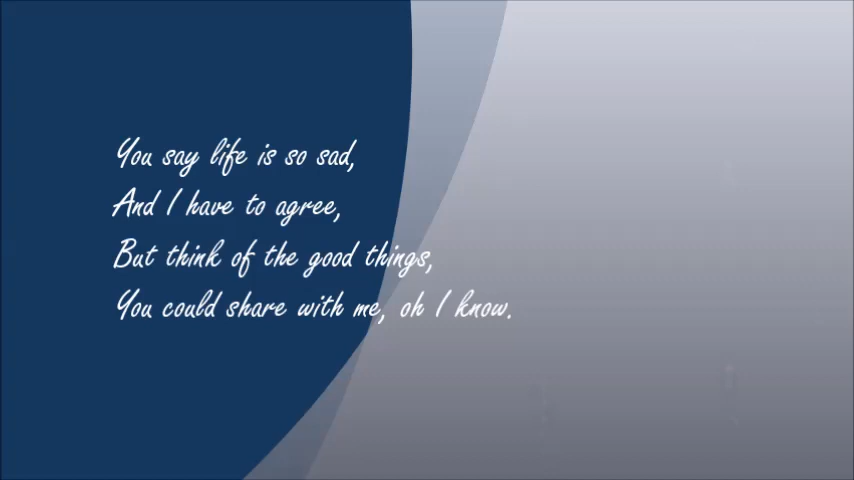 You say life is so sad,
And I have to agree,
But think of the good things,
You could share with me, oh I know.